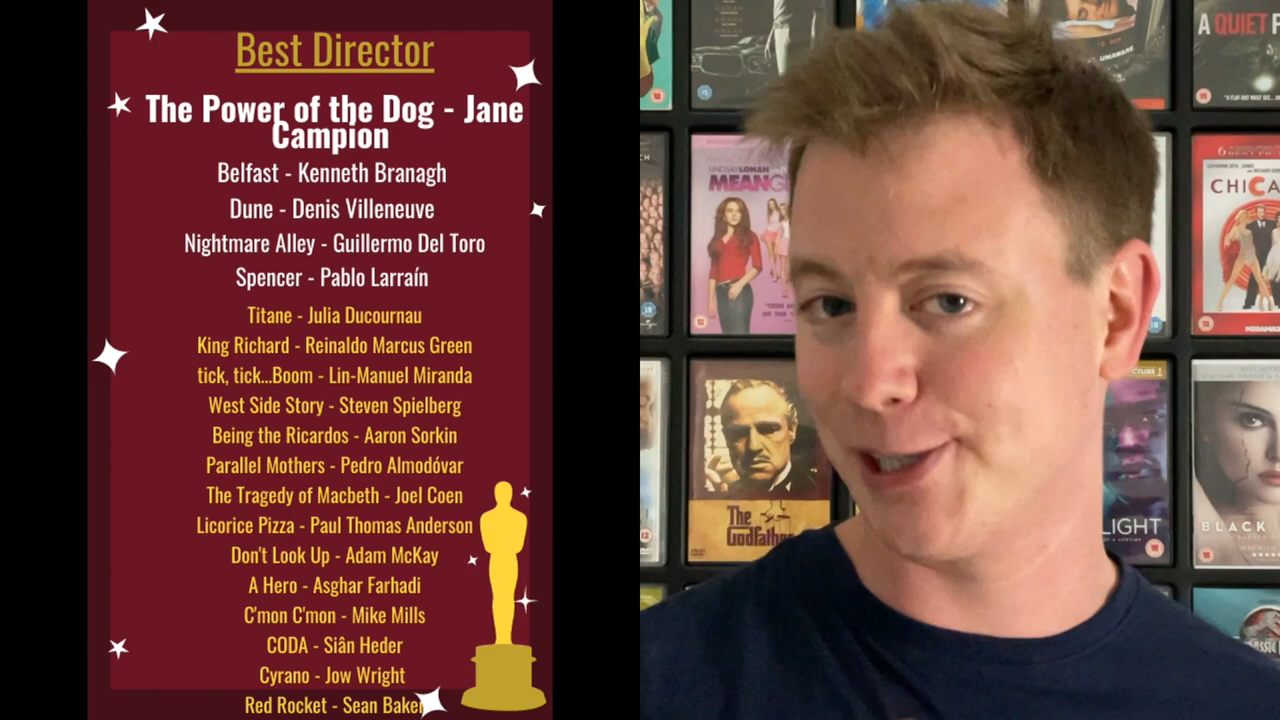 Best Director
The Power of the Dog - Jane
Campion
Belfast - Kenneth Branagh
Dune - Denis Villeneuve
Nightmare Alley - Guillermo Del Toro
Spencer - Pablo Larraín
Titane - Julia Ducournau
King Richard - Reinaldo Marcus Green
tick, tick...Boom - Lin-Manuel Miranda
West Side Story - Steven Spielberg
Being the Ricardos - Aaron Sorkin
Parallel Mothers - Pedro Almodóvar
The Tragedy of Macbeth - Joel Coen
Licorice Pizza - Paul Thomas Anderson
Don't Look Up - Adam McKay
A Hero - Asghar Farhadi
C'mon C'mon - Mike Mills
CODA - Siân Heder
Cyrano - Jow Wright
Red Rocket - Sean Baker
A QUIET
LINDSAY LOHAN
MEAN G
CHICA
MIRAMAX
The
Godfather
LIGHT
BLACK